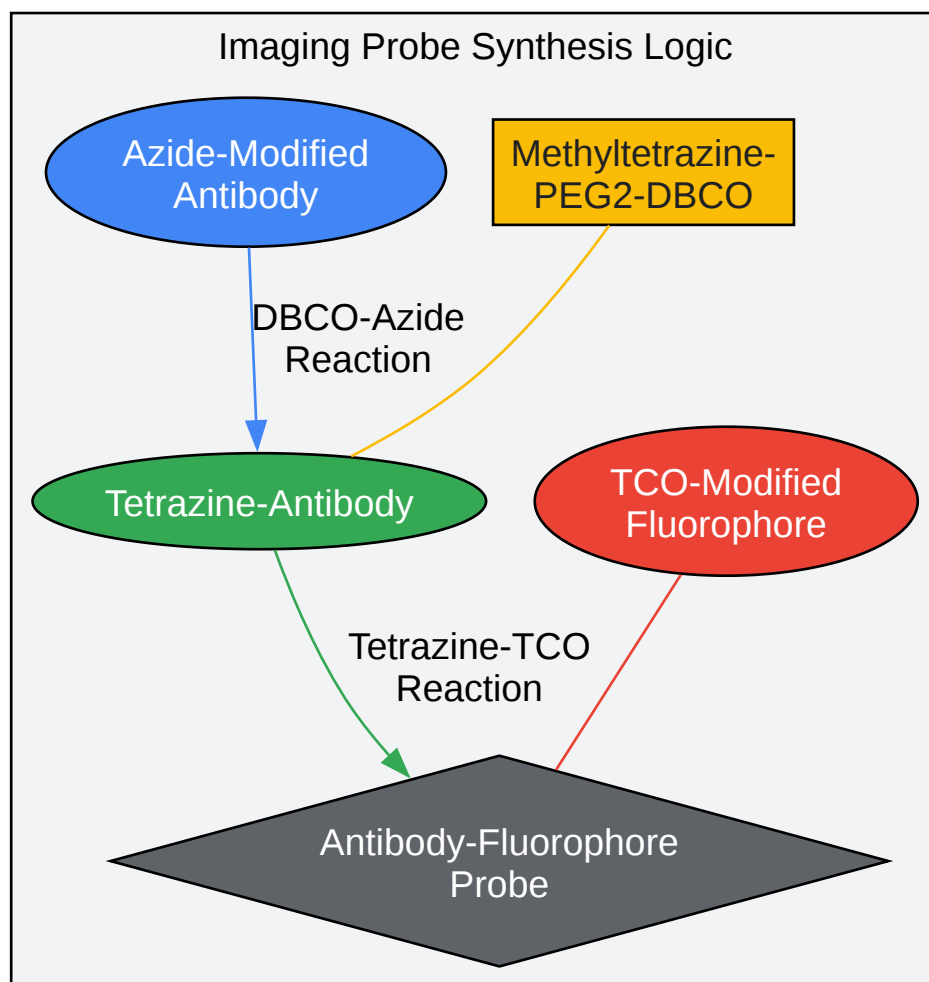 Imaging Probe Synthesis Logic
Azide-Modified
Antibody
Methyltetrazine-
PEG2-DBCO
DBCO-Azide
Reaction
Tetrazine-Antibody
TCO-Modified
Fluorophore
Tetrazine-TCO
Reaction
Antibody-Fluorophore
Probe